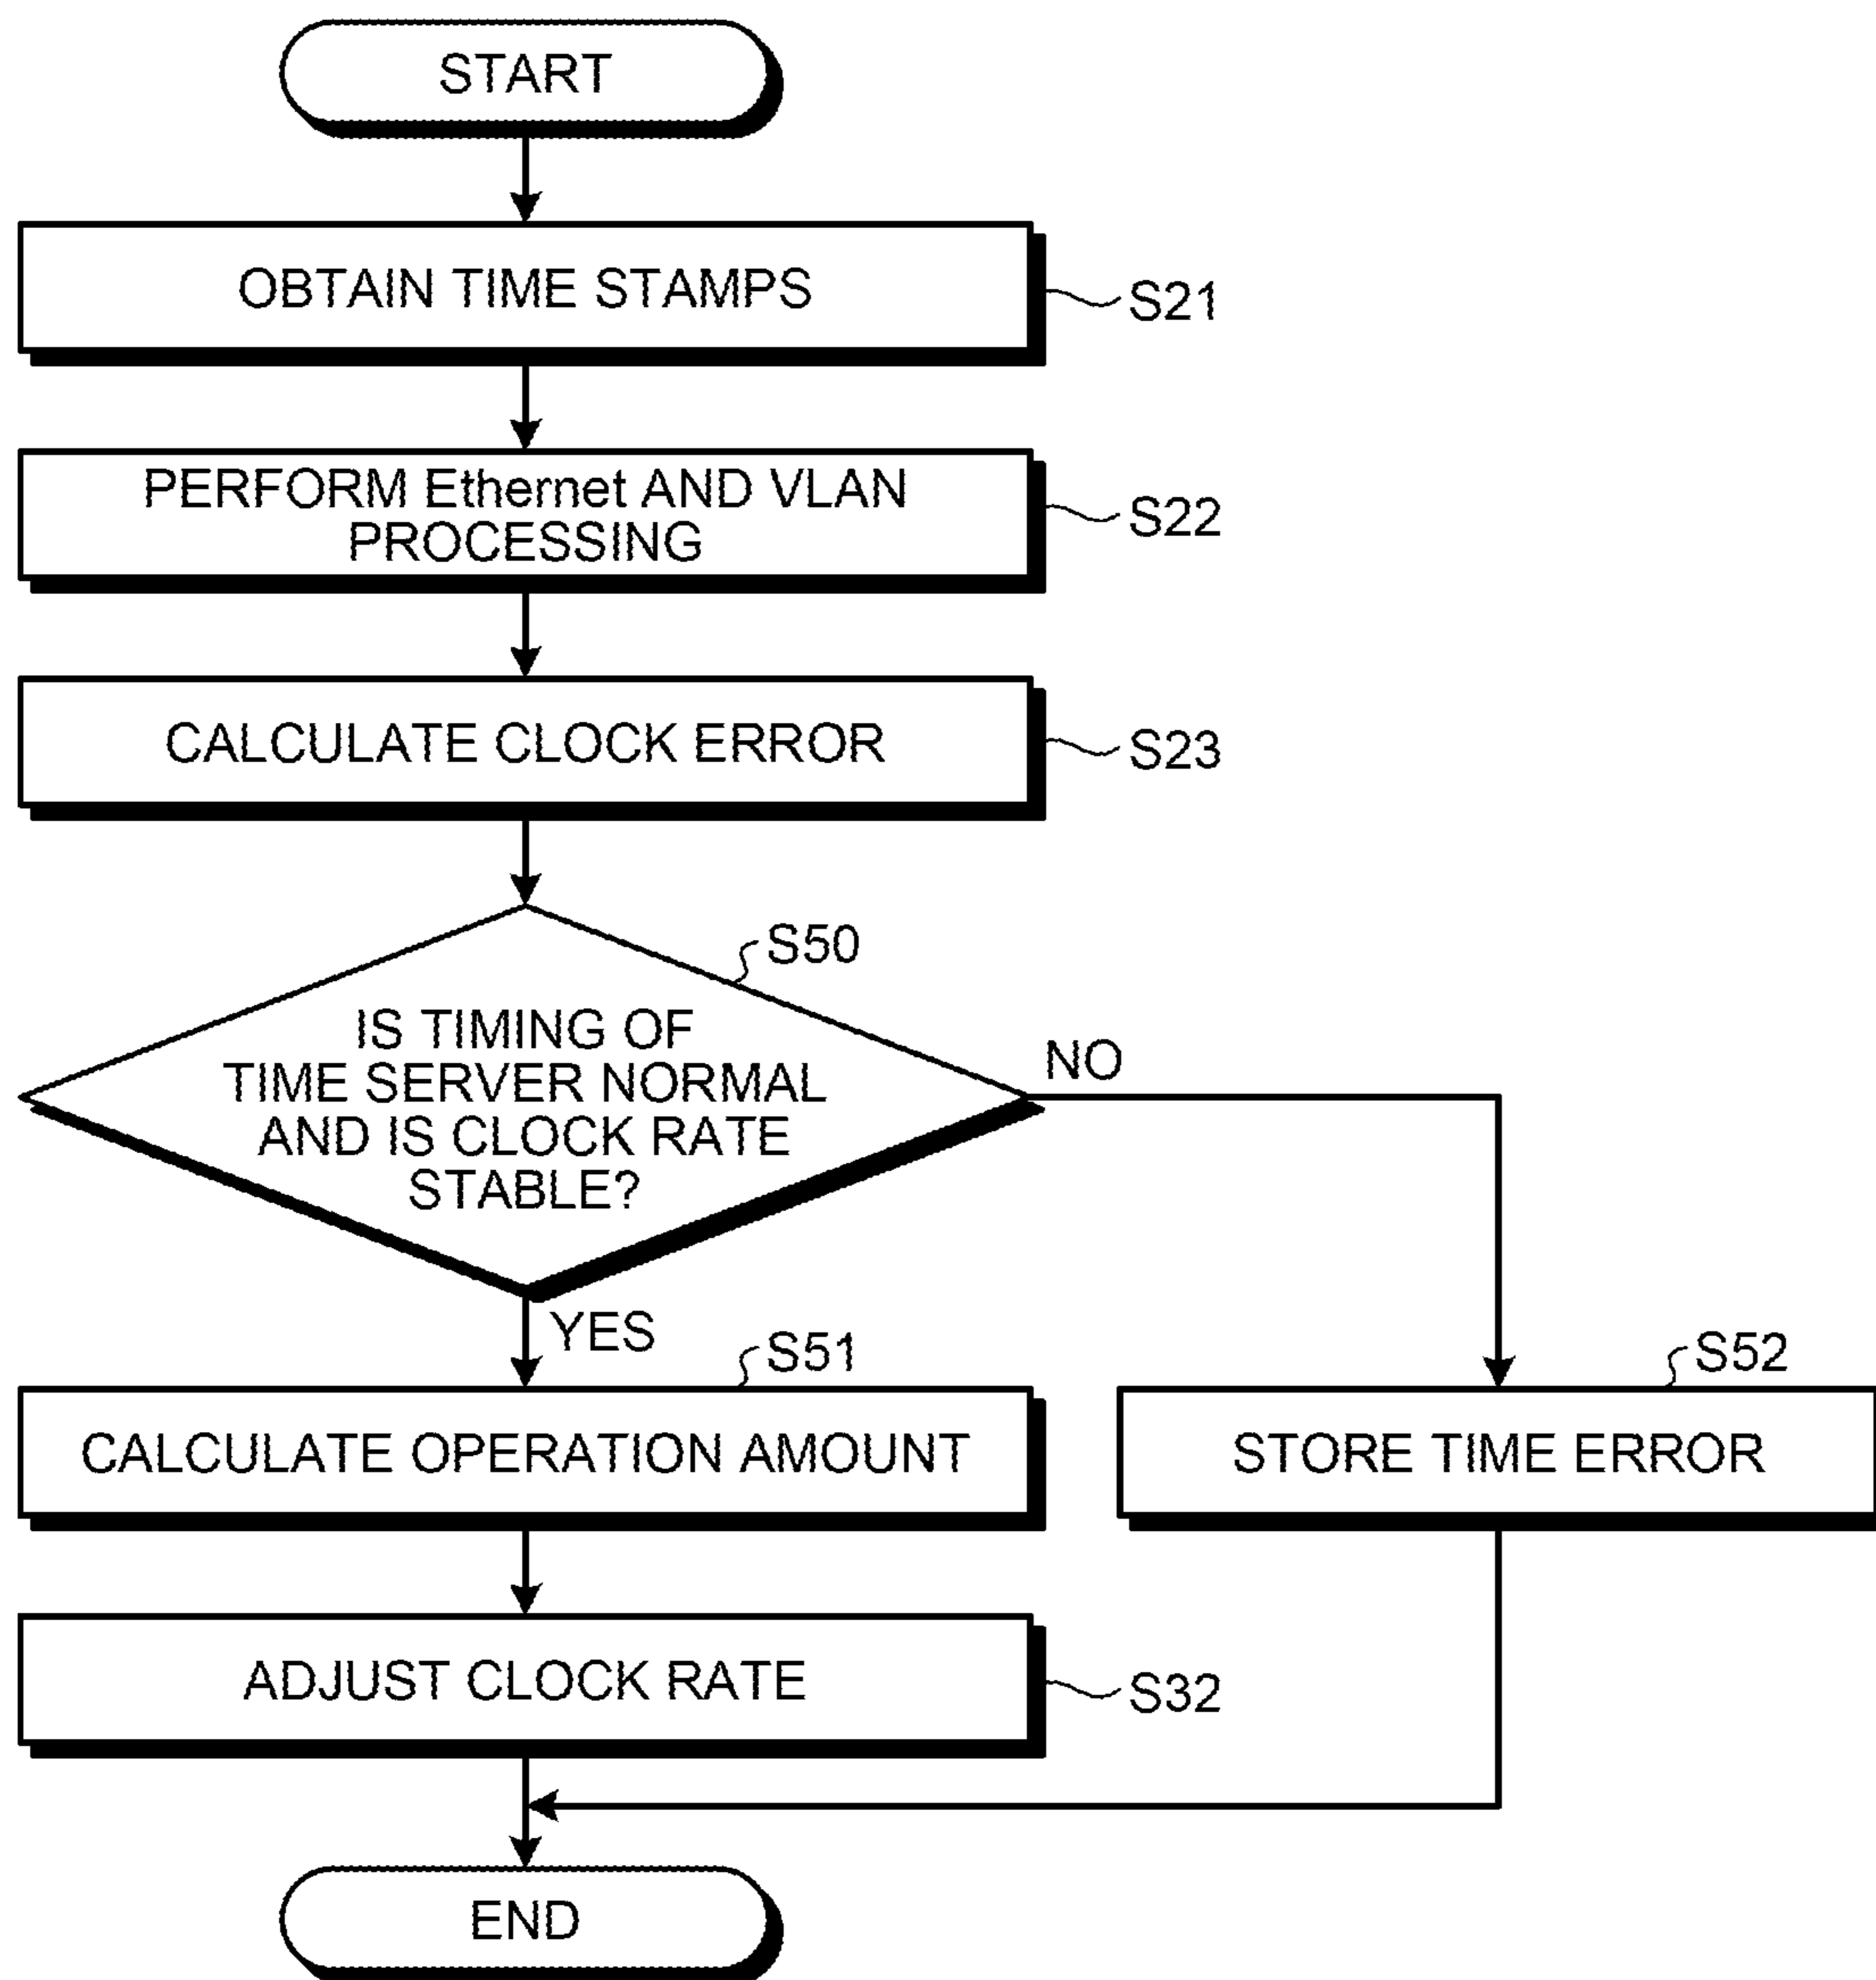 START
OBTAIN TIME STAMPS
S21
PERFORM Ethernet AND VLAN
PROCESSING
S22
CALCULATE CLOCK ERROR
S23
S50
IS TIMING OF
TIME SERVER NORMAL
AND IS CLOCK RATE
STABLE?
NO
YES
S51
CALCULATE OPERATION AMOUNT
S52
STORE TIME ERROR
ADJUST CLOCK RATE
S32
END